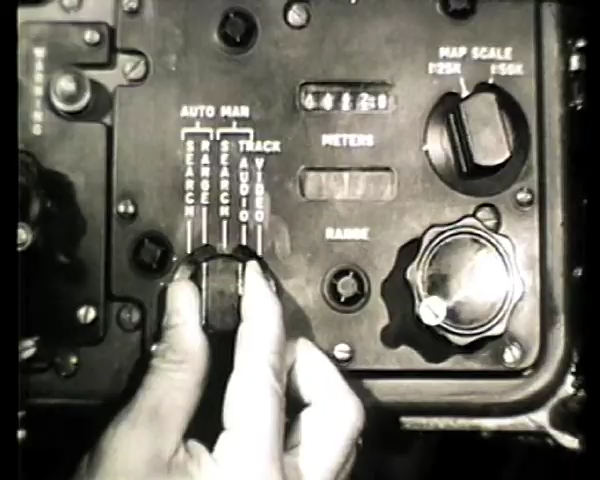 WARNING
MAP SCALE
1:25K 1:50K
AUTO MAN
SEARCH
RANGE
SEARCH
TRACK
AUDIO
VIDEO
METERS
RANGE